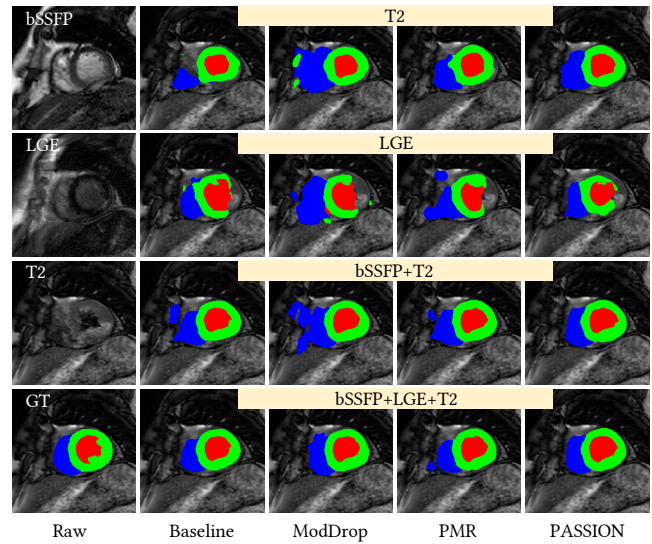 bSSFP
T2
LGE
LGE
T2
bSSFP+T2
GT
bSSFP+LGE+T2
Raw Baseline ModDrop PMR PASSION